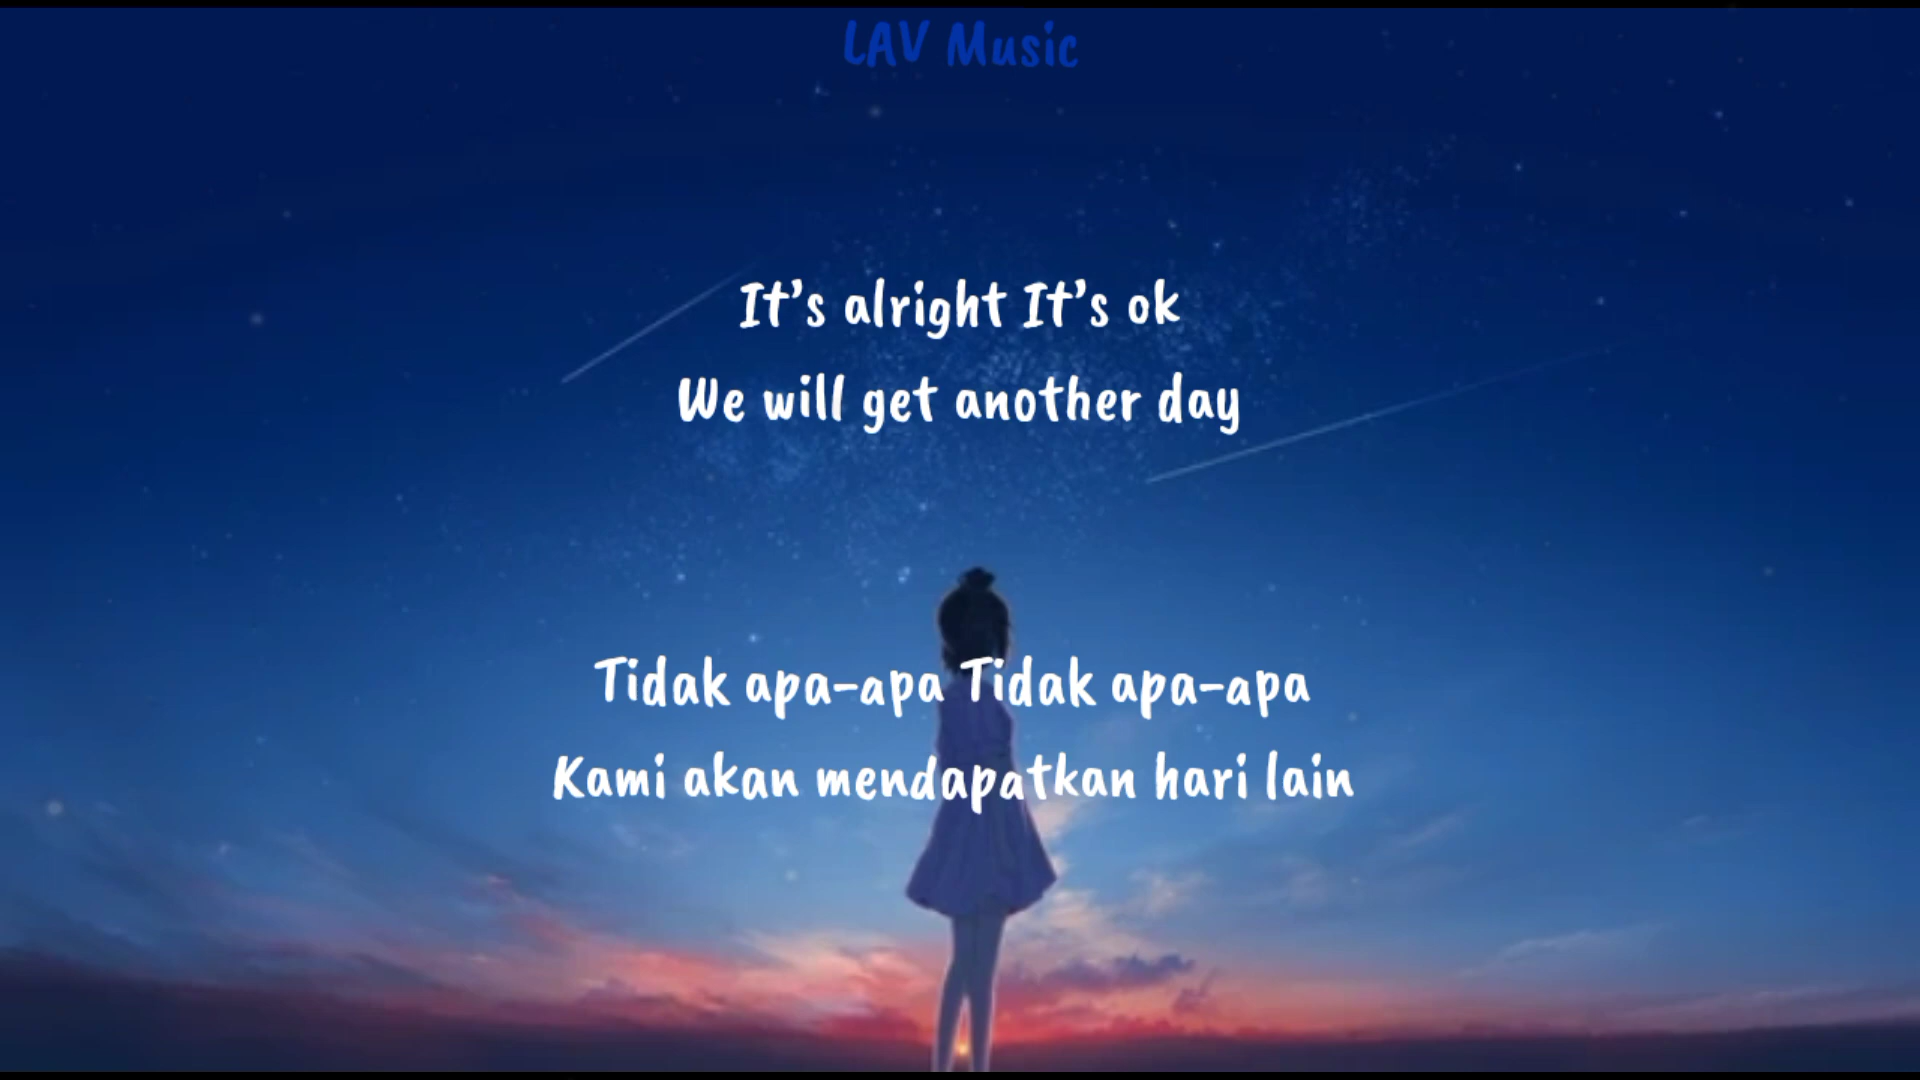 LAV Music
It’s alright It’s ok
We will get another day
Tidak apa-apa Tidak apa-apa
Kami akan mendapatkan hari lain